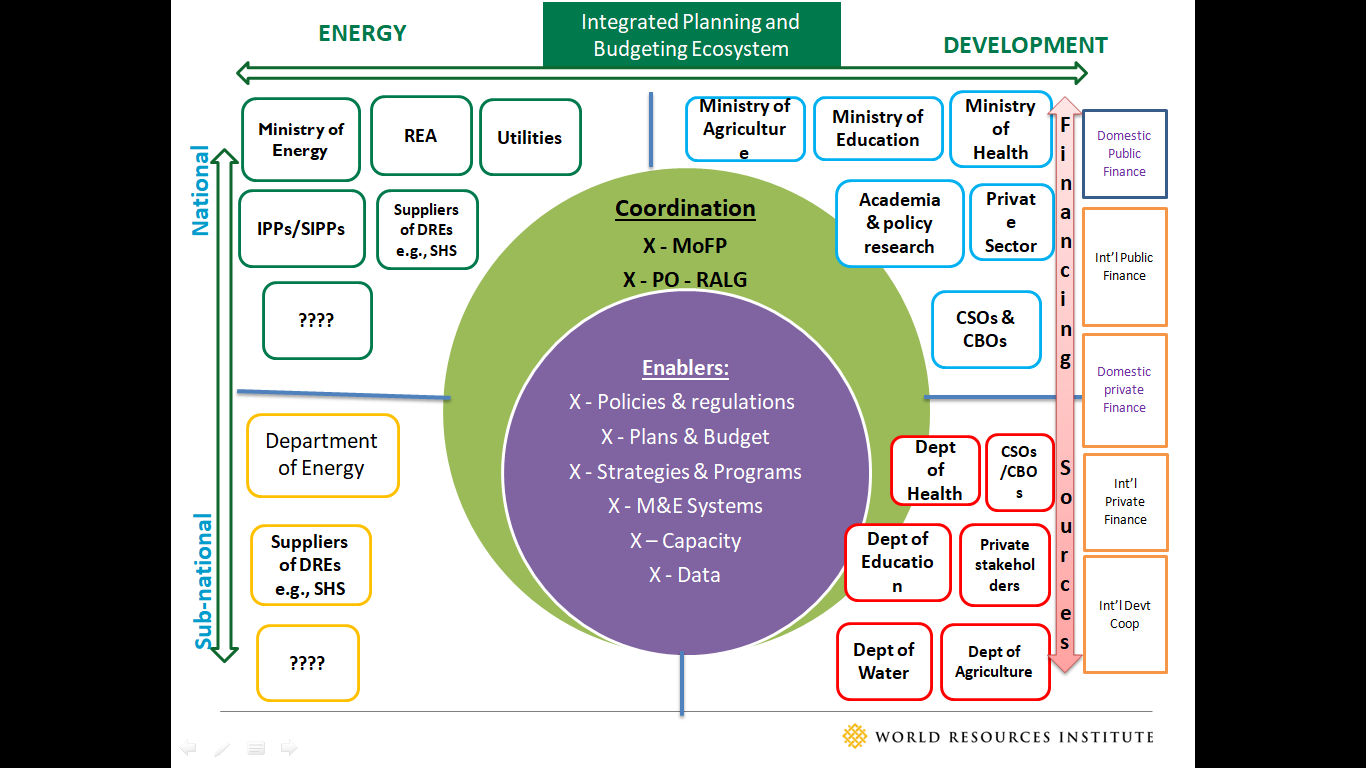 Integrated Planning and
Budgeting Ecosystem
ENERGY
DEVELOPMENT
National
Sub-national
Ministry of
Energy
REA
Utilities
IPPs/SIPPs
Suppliers
of DREs
e.g., SHS
????
Ministry of
Agricultur
e
Ministry of
Education
Ministry
of
Health
Academia
& policy
research
Privat
e
Sector
CSOs &
CBOs
Coordination
X - MoFP
X - PO - RALG
Enablers:
X - Policies & regulations
X - Plans & Budget
X - Strategies & Programs
X - M&E Systems
X – Capacity
X - Data
Department
of Energy
Suppliers
of DREs
e.g., SHS
????
Dept
of
Health
CSOs
/CBO
s
Dept of
Educatio
n
Private
stakehol
ders
Dept of
Water
Dept of
Agriculture
Financing Sources
Domestic
Public
Finance
Int'l Public
Finance
Domestic
private
Finance
Int'l
Private
Finance
Int'l Devt
Coop
WORLD RESOURCES INSTITUTE